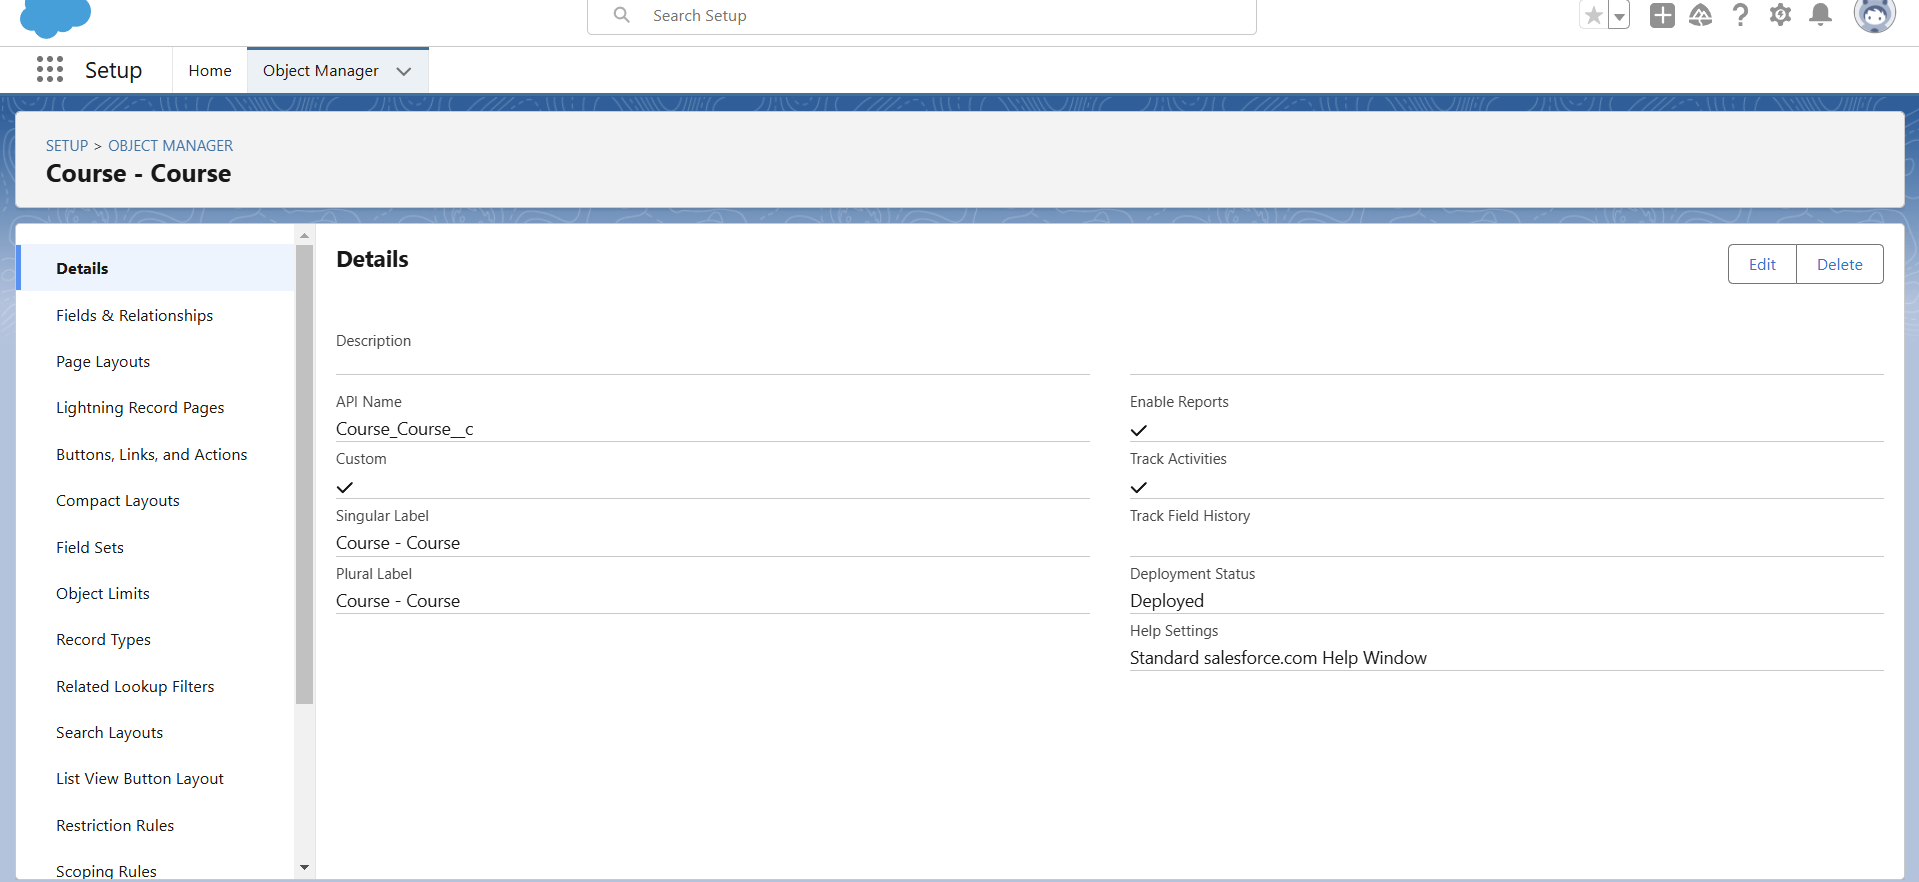 Search Setup
Setup
Home
Object Manager
SETUP > OBJECT MANAGER
Course - Course
Details
Fields & Relationships
Page Layouts
Lightning Record Pages
Buttons, Links, and Actions
Compact Layouts
Field Sets
Object Limits
Record Types
Related Lookup Filters
Search Layouts
List View Button Layout
Restriction Rules
Scoping Rules
Details
Edit
Delete
Description
API Name
Course_Course__c
Custom
Singular Label
Course - Course
Plural Label
Course - Course
Enable Reports
Track Activities
Track Field History
Deployment Status
Deployed
Help Settings
Standard salesforce.com Help Window